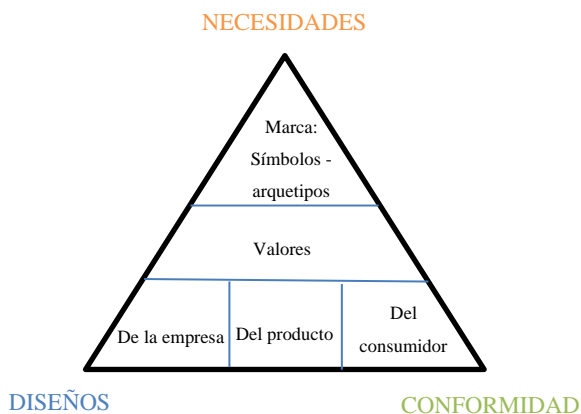 NECESIDADES
Marca:
Símbolos -
arquetipos
Valores
De la empresa
Del producto
Del
consumidor
DISEÑOS
CONFORMIDAD